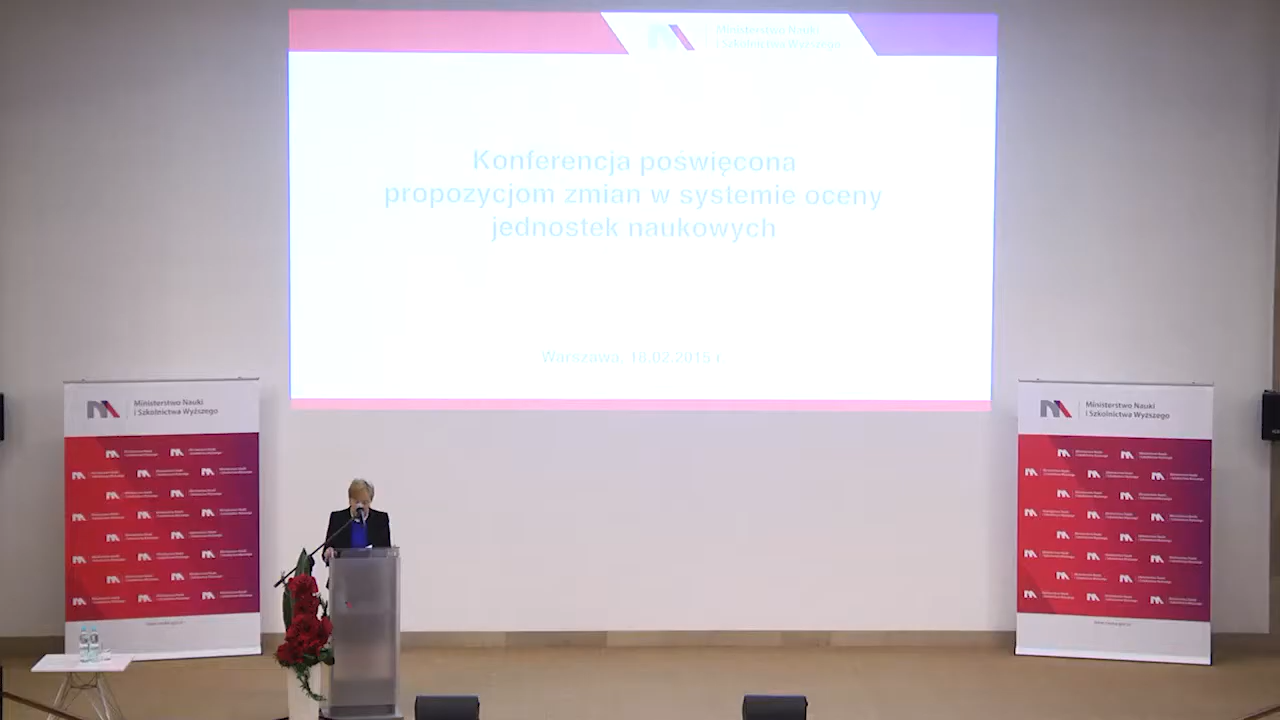 Ministerstwo Nauki
i Szkolnictwa Wyższego
Konferencja poświęcona
propozycjom zmian w systemie oceny
jednostek naukowych
Warszawa, 16.02.2015 r.
Ministerstwo Nauki
i Szkolnictwa Wyższego
Ministerstwo Nauki
i Szkolnictwa Wyższego